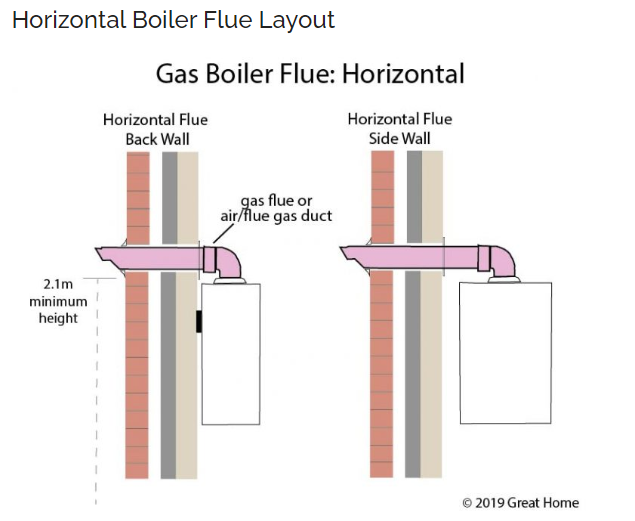 Horizontal Boiler Flue Layout
Gas Boiler Flue: Horizontal
Horizontal Flue
Back Wall
Horizontal Flue
Side Wall
gas flue or
air/flue gas duct
2.1m
minimum
height
© 2019 Great Home